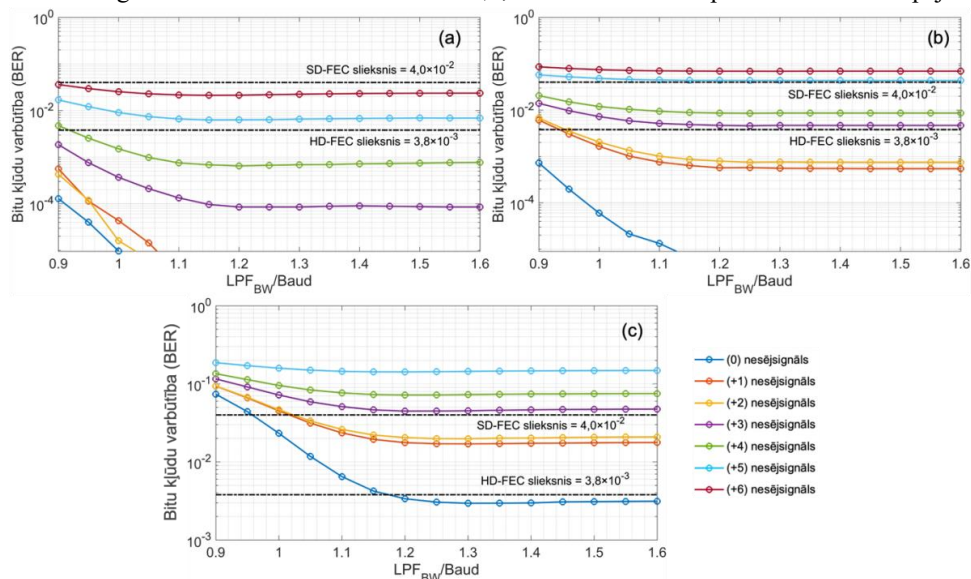 (a)
Bitu kļūdu varbūtība (BER)
10⁰
10⁻²
10⁻⁴
SD-FEC slieksnis = 4,0×10⁻²
HD-FEC slieksnis = 3,8×10⁻³
0.9 1 1.1 1.2 1.3 1.4 1.5 1.6
LPF_BW/Baud
(b)
Bitu kļūdu varbūtība (BER)
10⁰
10⁻²
10⁻⁴
SD-FEC slieksnis = 4,0×10⁻²
HD-FEC slieksnis = 3,8×10⁻³
0.9 1 1.1 1.2 1.3 1.4 1.5 1.6
LPF_BW/Baud
(c)
Bitu kļūdu varbūtība (BER)
10⁰
10⁻¹
10⁻²
10⁻³
SD-FEC slieksnis = 4,0×10⁻²
HD-FEC slieksnis = 3,8×10⁻³
0.9 1 1.1 1.2 1.3 1.4 1.5 1.6
LPF_BW/Baud
(0) nesējsignāls
(+1) nesējsignāls
(+2) nesējsignāls
(+3) nesējsignāls
(+4) nesējsignāls
(+5) nesējsignāls
(+6) nesējsignāls